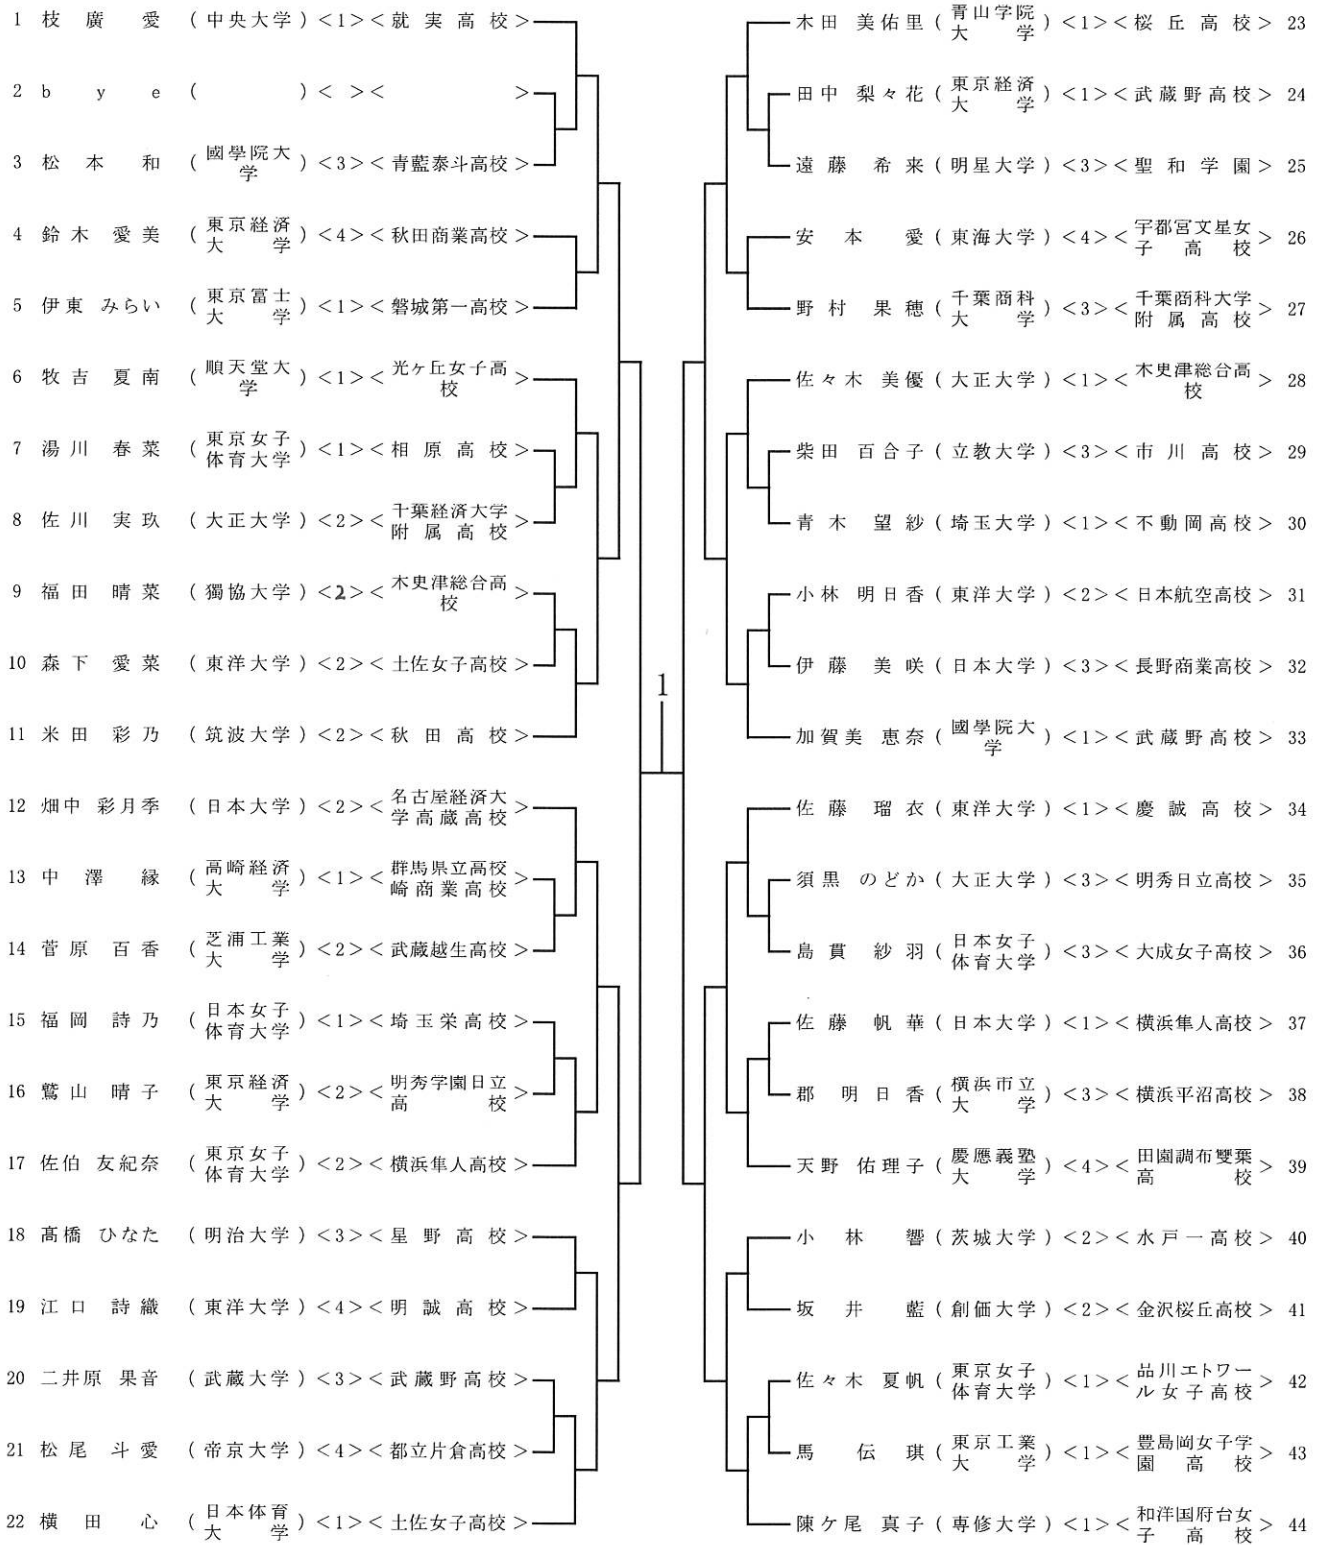 1 枝廣 愛 (中央大学) <1> <就実高校>
2 bye ( ) < > < >
3 松本 和 (國學院大学) <3> <青藍泰斗高校>
4 鈴木 愛美 (東京経済大学) <4> <秋田商業高校>
5 伊東 みらい (東京冨士大学) <1> <磐城第一高校>
6 牧吉 夏南 (順天堂大学) <1> <光ヶ丘女子高校>
7 湯川 春菜 (東京女子体育大学) <1> <相原高校>
8 佐川 実玖 (大正大学) <2> <千葉経済大学附属高校>
9 福田 晴菜 (獨協大学) <2> <木更津総合高校>
10 森下 愛菜 (東洋大学) <2> <土佐女子高校>
11 米田 彩乃 (筑波大学) <2> <秋田高校>
12 畑中 彩月季 (日本大学) <2> <名古屋経済大学高蔵高校>
13 中澤 縁 (高崎経済大学) <1> <群馬県立高校崎商業高校>
14 菅原 百香 (芝浦工業大学) <2> <武蔵越生高校>
15 福岡 詩乃 (日本女子体育大学) <1> <埼玉栄高校>
16 鷲山 晴子 (東京経済大学) <2> <明秀学園日立高校>
17 佐伯 友紀奈 (東京女子体育大学) <2> <横浜隼人高校>
18 髙橋 ひなた (明治大学) <3> <星野高校>
19 江口 詩織 (東洋大学) <4> <明誠高校>
20 二井原 果音 (武蔵大学) <3> <武蔵野高校>
21 松尾 斗愛 (帝京大学) <4> <都立片倉高校>
22 横田 心 (日本体育大学) <1> <土佐女子高校>
1
木田 美佑里 (青山学院大学) <1> <桜丘高校> 23
田中 梨々花 (東京経済大学) <1> <武蔵野高校> 24
遠藤 希来 (明星大学) <3> <聖和学園> 25
安本 愛 (東海大学) <4> <宇都宮文星女子高校> 26
野村 果穂 (千葉商科大学) <3> <千葉商科大学附属高校> 27
佐々木 美優 (大正大学) <1> <木更津総合高校> 28
柴田 百合子 (立教大学) <3> <市川高校> 29
青木 望紗 (埼玉大学) <1> <不動岡高校> 30
小林 明日香 (東洋大学) <2> <日本航空高校> 31
伊藤 美咲 (日本大学) <3> <長野商業高校> 32
加賀美 恵奈 (國學院大学) <1> <武蔵野高校> 33
佐藤 瑠衣 (東洋大学) <1> <慶誠高校> 34
須黒 のどか (大正大学) <3> <明秀日立高校> 35
島貫 紗羽 (日本女子体育大学) <3> <大成女子高校> 36
佐藤 帆華 (日本大学) <1> <横浜隼人高校> 37
郡 明日香 (横浜市立大学) <3> <横浜平沼高校> 38
天野 佑理子 (慶應義塾大学) <4> <田園調布雙葉高校> 39
小林 響 (茨城大学) <2> <水戸一高校> 40
坂井 藍 (創価大学) <2> <金沢桜丘高校> 41
佐々木 夏帆 (東京女子体育大学) <1> <品川エトワール女子高校> 42
馬 伝琪 (東京工業大学) <1> <豊島岡女子学園高校> 43
陳ケ尾 真子 (専修大学) <1> <和洋国府台女子高校> 44